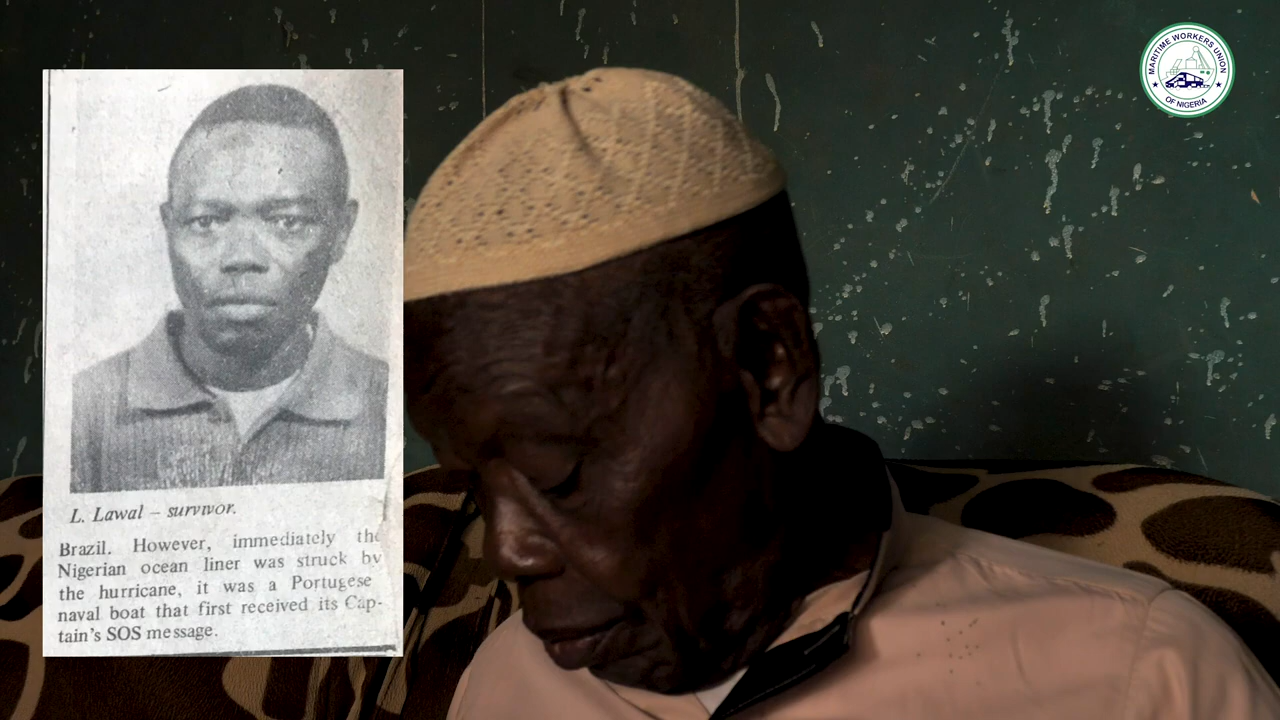 L. Lawal – survivor.
Brazil. However, immediately the
Nigerian ocean liner was struck by
the hurricane, it was a Portugese
naval boat that first received its Cap-
tain's SOS message.
MARITIME WORKERS UNION
OF NIGERIA